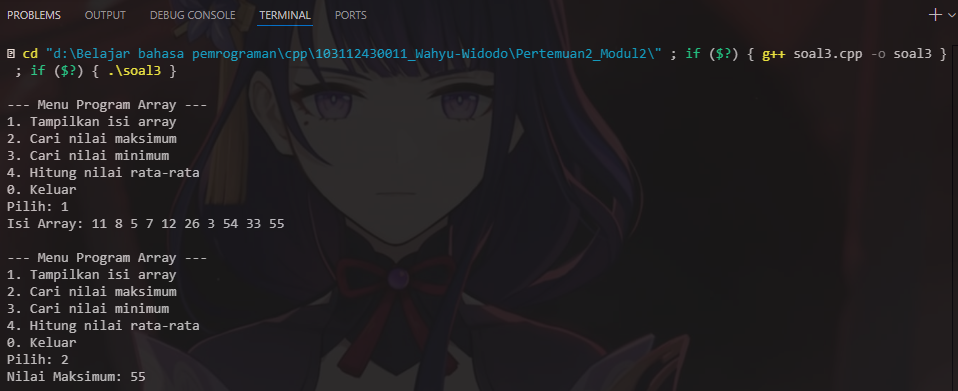 PROBLEMS OUTPUT DEBUG CONSOLE TERMINAL PORTS
cd "d:\Belajar bahasa pemrograman\cpp\103112430011_Wahyu-Widodo\Pertemuan2_Modul2\" ; if ($?) { g++ soal3.cpp -o soal3 }
; if ($?) { .\soal3 }
--- Menu Program Array ---
1. Tampilkan isi array
2. Cari nilai maksimum
3. Cari nilai minimum
4. Hitung nilai rata-rata
0. Keluar
Pilih: 1
Isi Array: 11 8 5 7 12 26 3 54 33 55
--- Menu Program Array ---
1. Tampilkan isi array
2. Cari nilai maksimum
3. Cari nilai minimum
4. Hitung nilai rata-rata
0. Keluar
Pilih: 2
Nilai Maksimum: 55